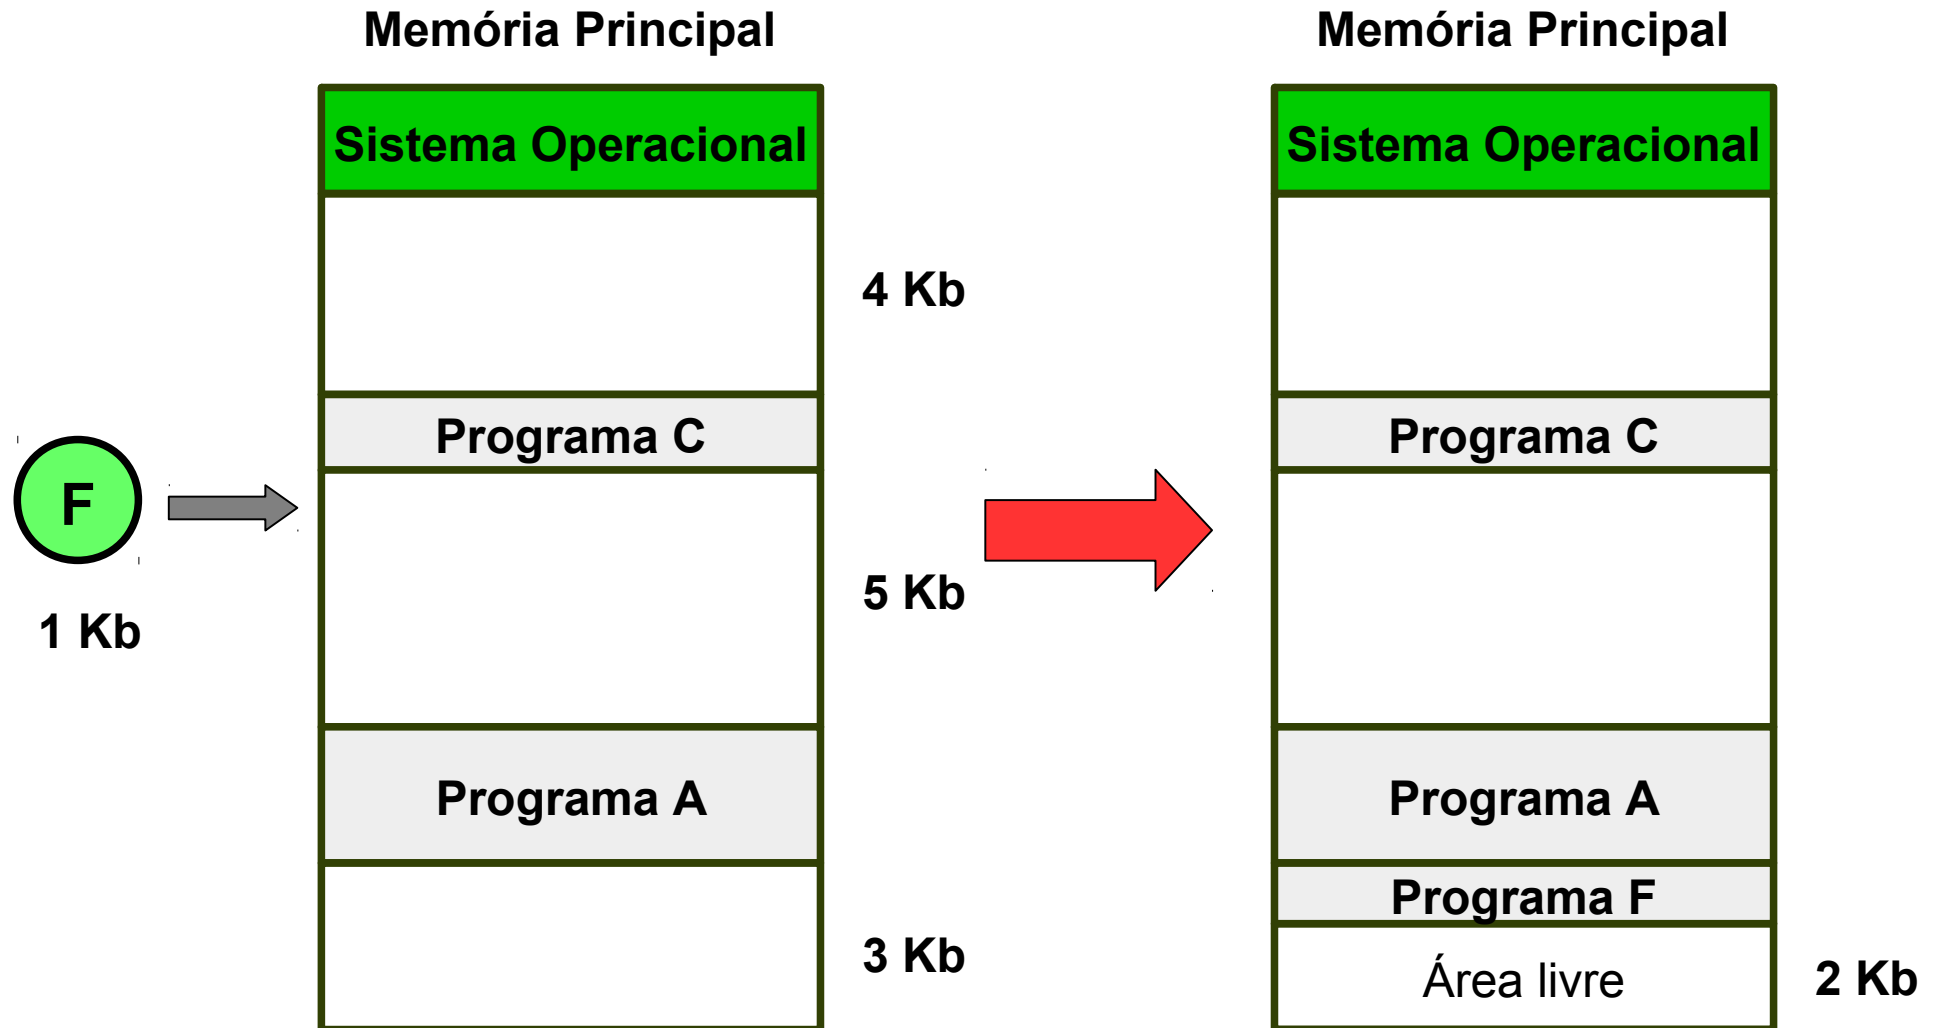 Memória Principal
Sistema Operacional
4 Kb
Programa C
F
1 Kb
5 Kb
Programa A
3 Kb
Memória Principal
Sistema Operacional
Programa C
Programa A
Programa F
Área livre
2 Kb